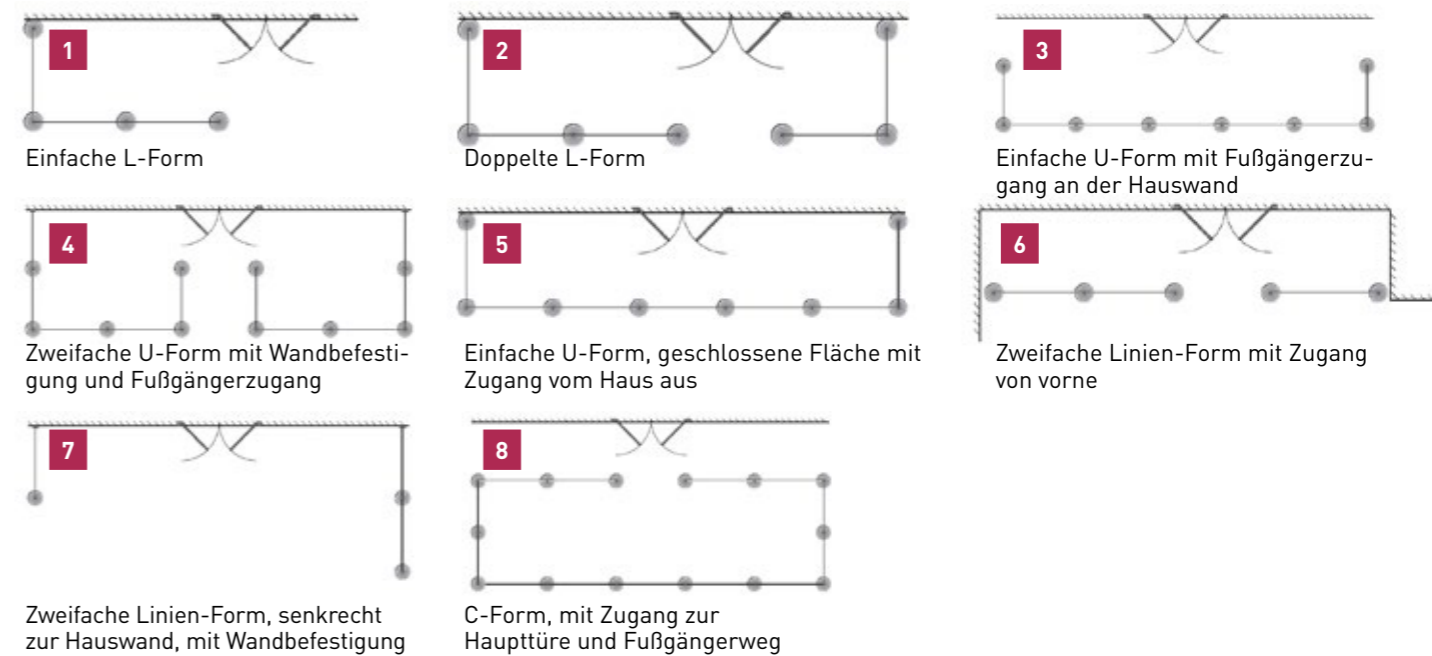 1
Einfache L-Form
2
Doppelte L-Form
3
Einfache U-Form mit Fußgängerzu-
gang an der Hauswand
4
Zweifache U-Form mit Wandbefesti-
gung und Fußgängerzugang
5
Einfache U-Form, geschlossene Fläche mit
Zugang vom Haus aus
6
Zweifache Linien-Form mit Zugang
von vorne
7
Zweifache Linien-Form, senkrecht
zur Hauswand, mit Wandbefestigung
8
C-Form, mit Zugang zur
Haupttüre und Fußgängerweg